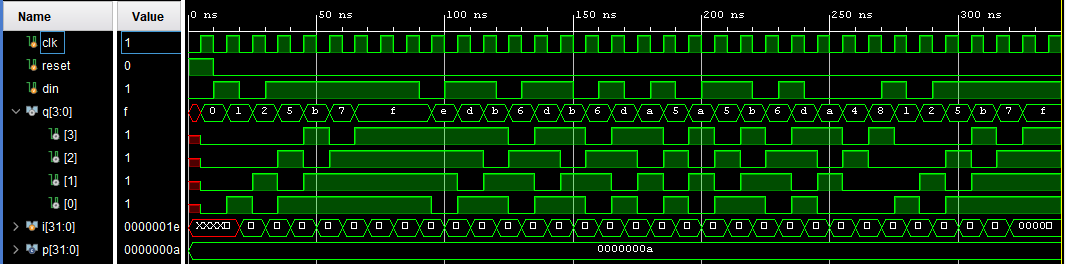 Name Value 0 ns 50 ns 100 ns 150 ns 200 ns 250 ns 300 ns
clk 1
reset 0
din 1
q[3:0] f 0 1 2 5 b 7 f e d b 6 d b 6 d a 5 a 5 b 6 d a 4 8 1 2 5 b 7 f
[3] 1
[2] 1
[1] 1
[0] 1
i[31:0] 0000001e
p[31:0] 0000000a 0000000a